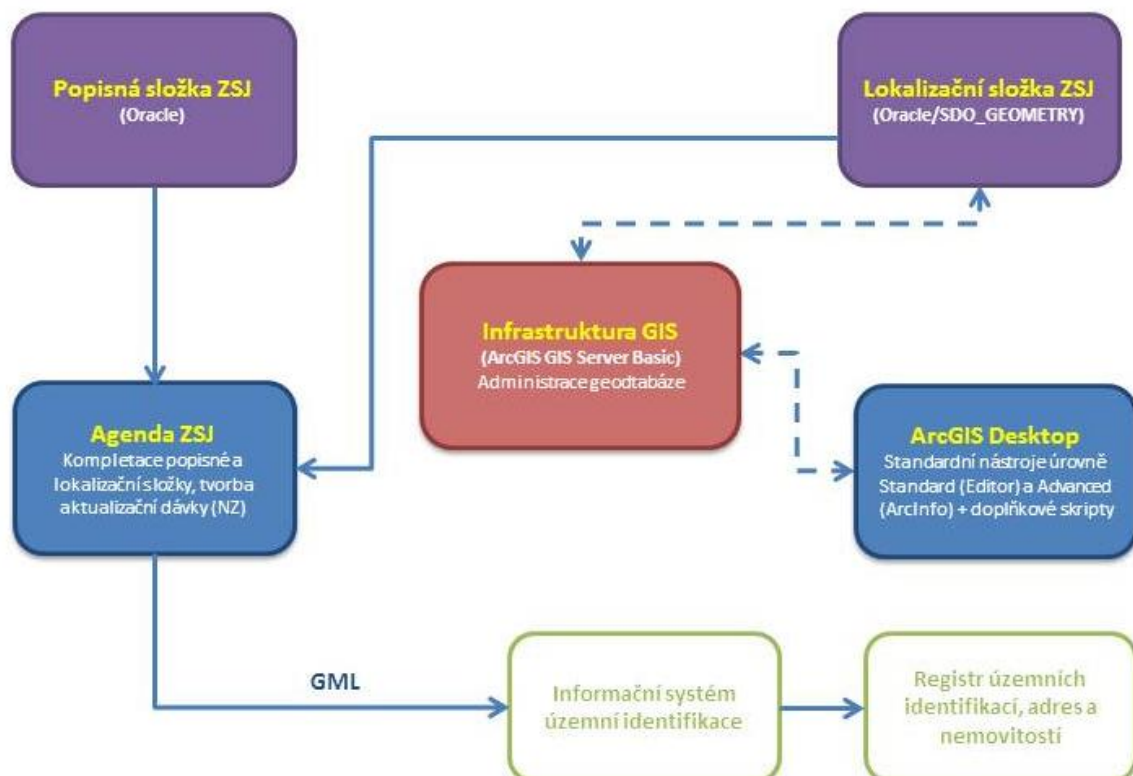 Popisná složka ZSJ
(Oracle)
Lokalizační složka ZSJ
(Oracle/SDO_GEOMETRY)
Infrastruktura GIS
(ArcGIS GIS Server Basic)
Administrace geodtabáze
Agenda ZSJ
Kompletace popisné a
lokalizační složky, tvorba
aktualizační dávky (NZ)
ArcGIS Desktop
Standardní nástroje úrovně
Standard (Editor) a Advanced
(ArcInfo) + doplňkové skripty
GML
Informační systém
územní identifikace
Registr územních
identifikací, adres a
nemovitostí